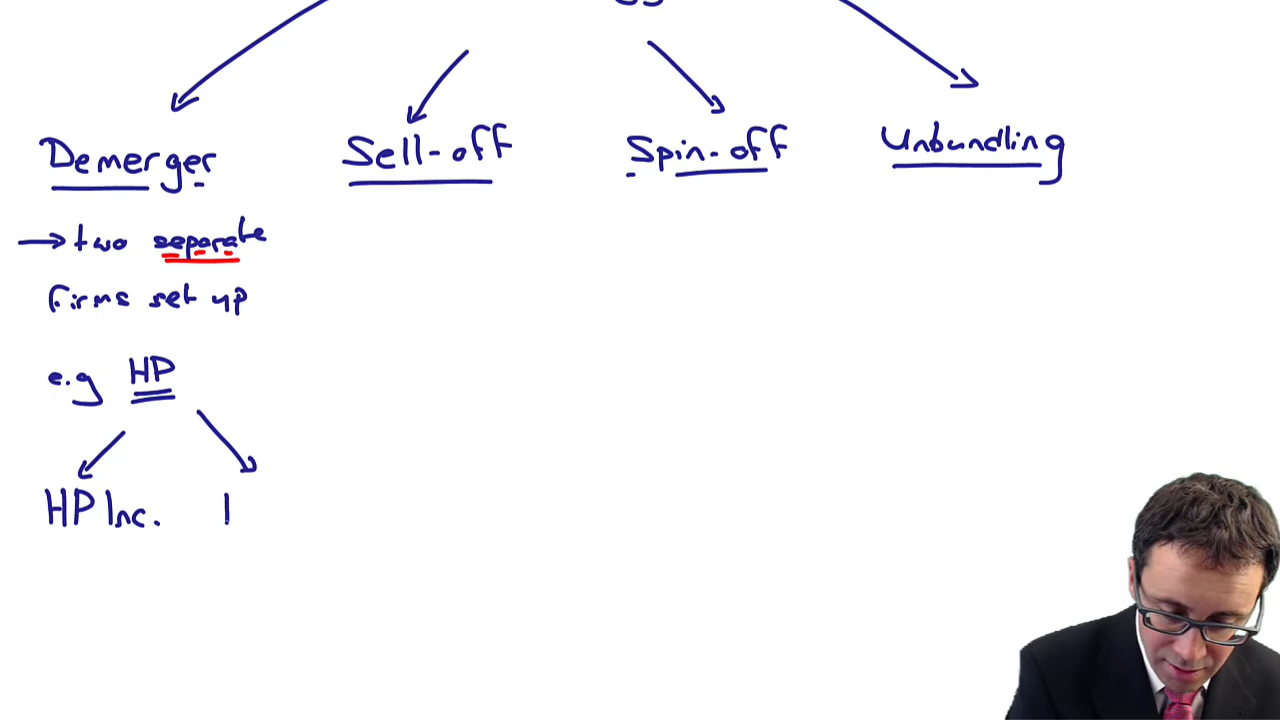 Demerger Sell-off Spin-off Unbundling
→ two separate
firms set up
e.g HP
HP Inc.